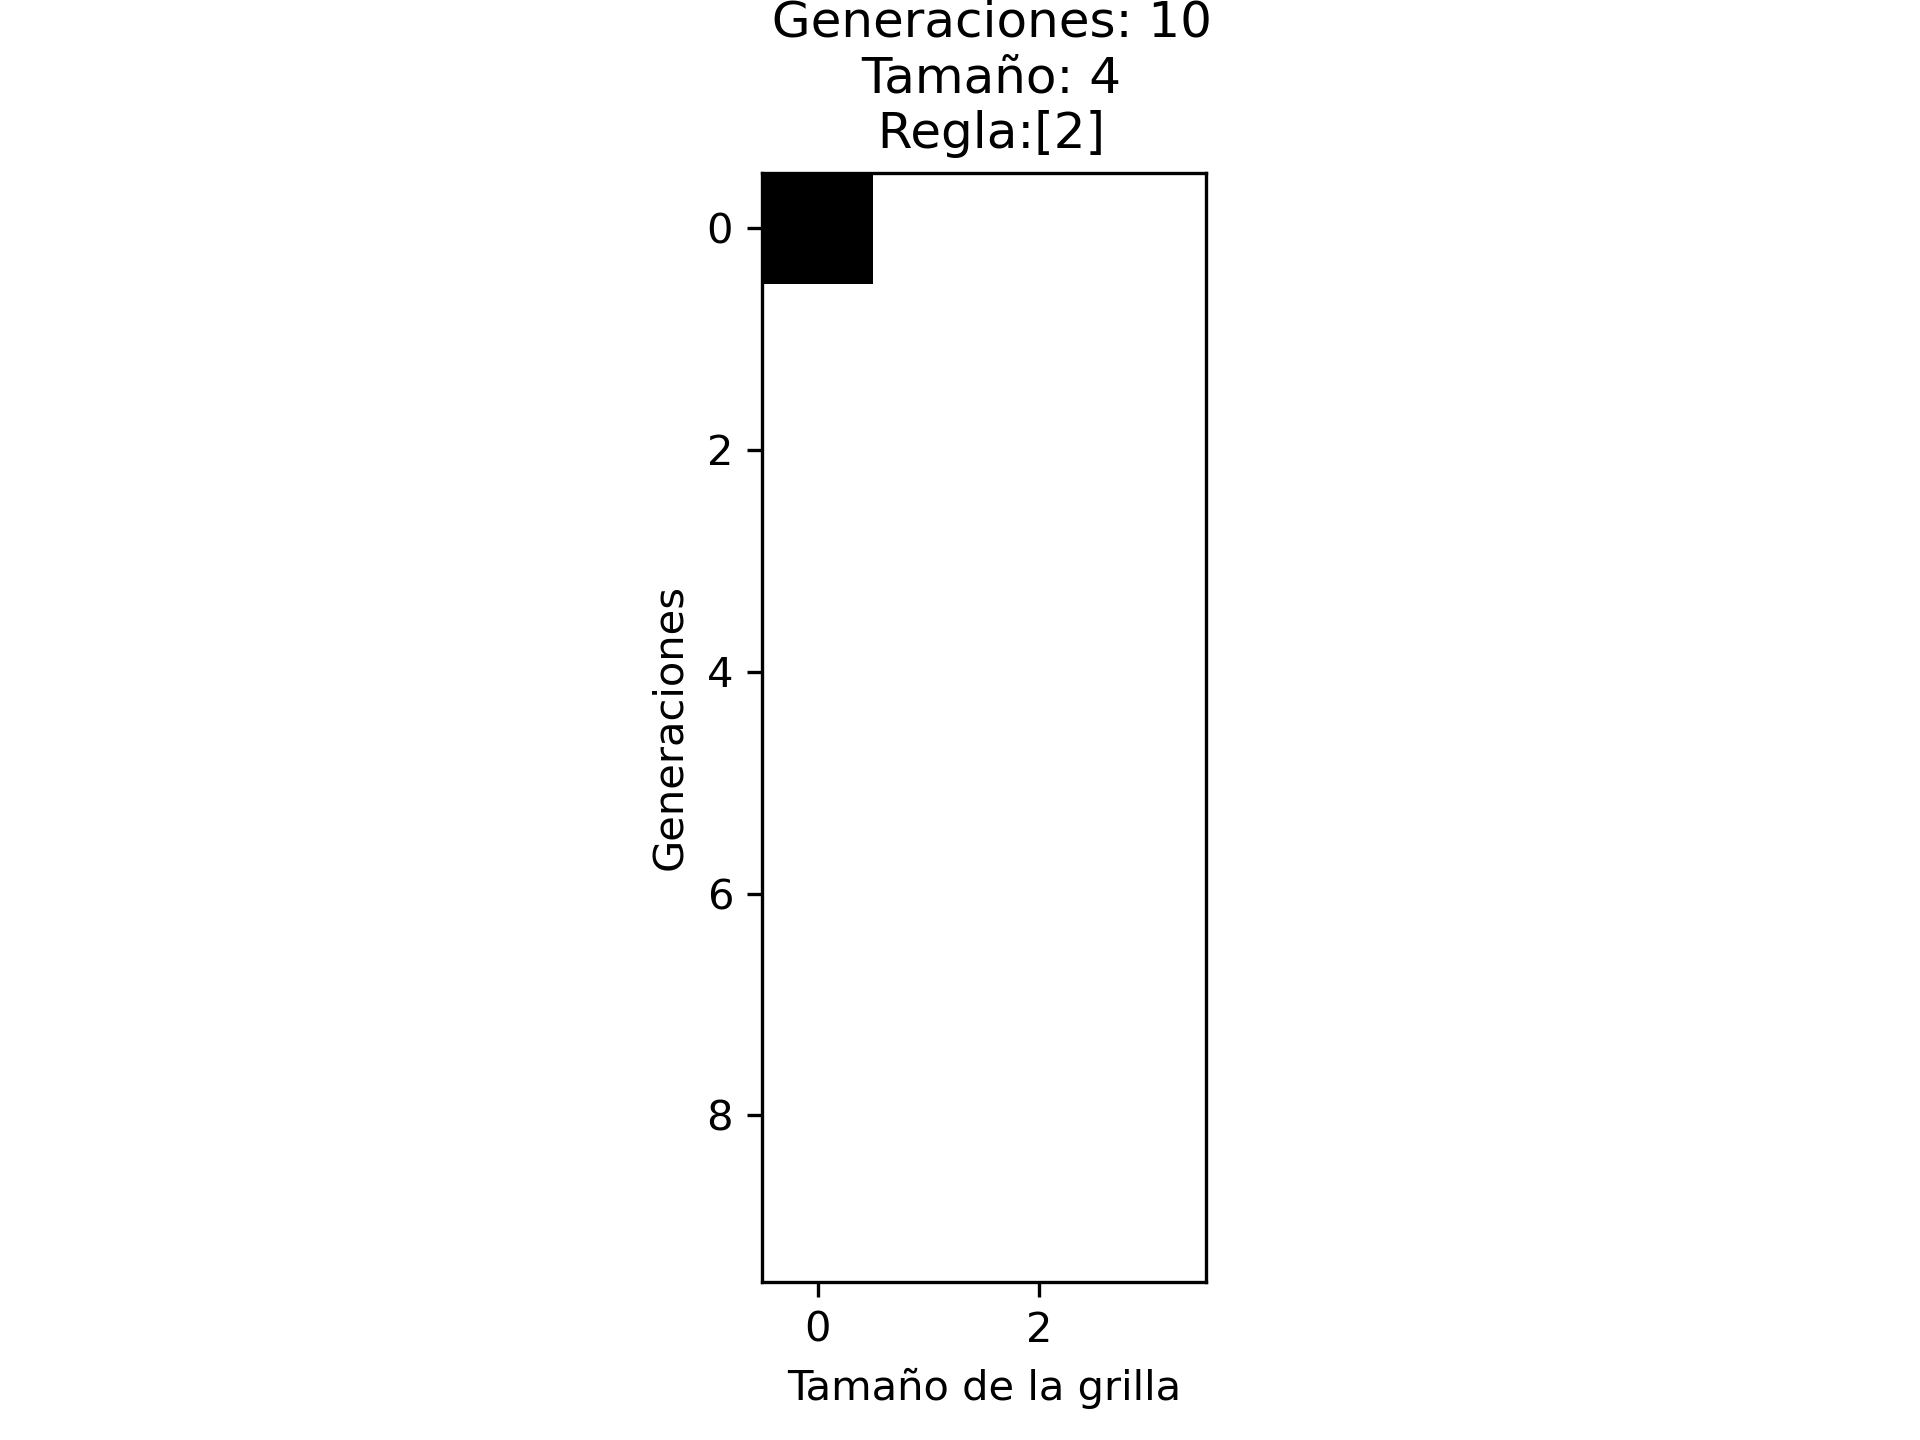 Generaciones: 10
Tamaño: 4
Regla:[2]
0
2
4
6
8
Generaciones
0 2
Tamaño de la grilla